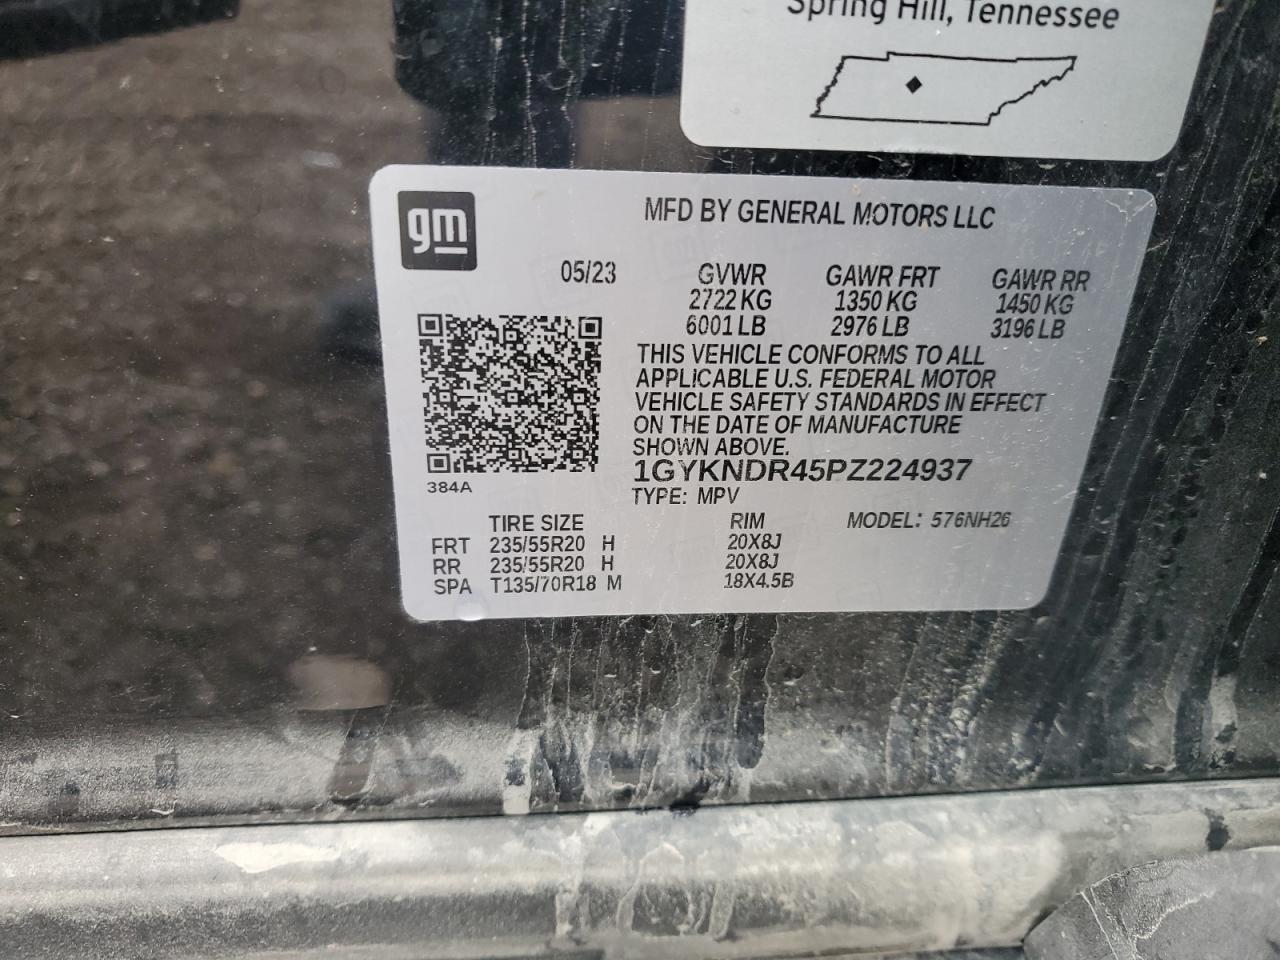 Spring Hill, Tennessee
gm
MFD BY GENERAL MOTORS LLC
05/23 GVWR GAWR FRT GAWR RR
2722 KG 1350 KG 1450 KG
6001 LB 2976 LB 3196 LB
THIS VEHICLE CONFORMS TO ALL
APPLICABLE U.S. FEDERAL MOTOR
VEHICLE SAFETY STANDARDS IN EFFECT
ON THE DATE OF MANUFACTURE
SHOWN ABOVE.
1GYKNDR45PZ224937
384A
TYPE: MPV
TIRE SIZE RIM MODEL: 576NH26
FRT 235/55R20 H 20X8J
RR 235/55R20 H 20X8J
SPA T135/70R18 M 18X4.5B